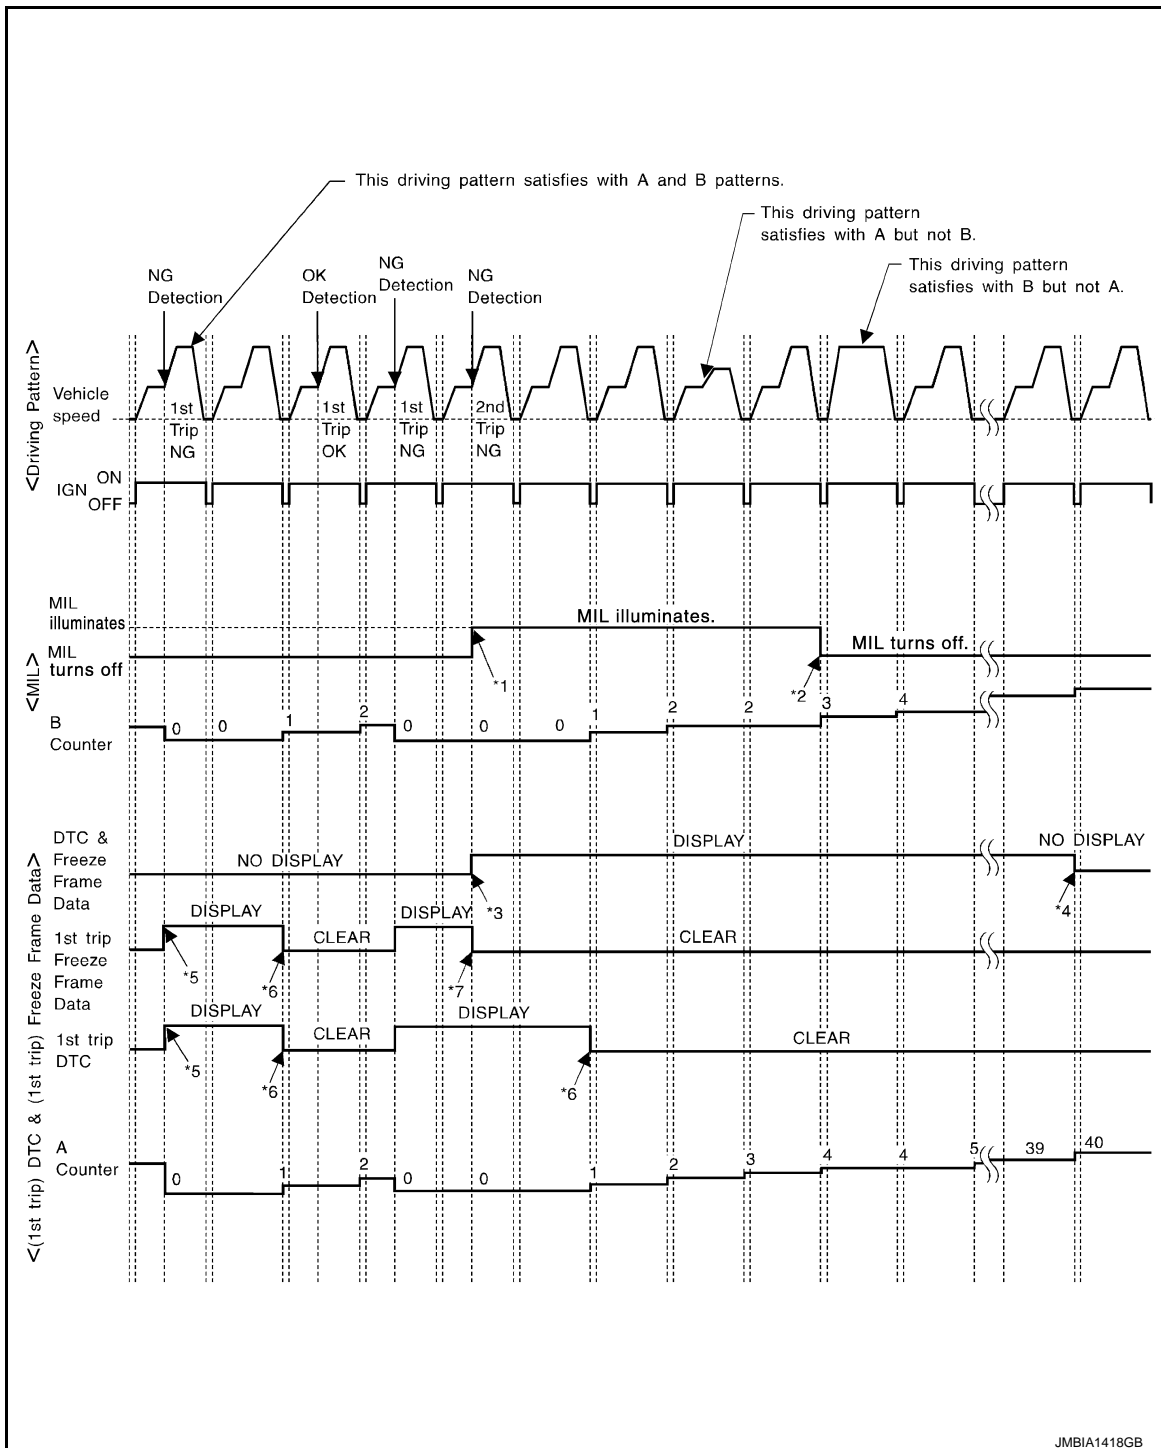 This driving pattern satisfies with A and B patterns.
This driving pattern
satisfies with A but not B.
This driving pattern
satisfies with B but not A.
NG
Detection
OK
Detection
NG
Detection
NG
Detection
<Driving Pattern>
Vehicle
speed
1st
Trip
NG
1st
Trip
OK
1st
Trip
NG
2nd
Trip
NG
IGN
ON
OFF
<MIL>
MIL
illuminates
MIL illuminates.
MIL
turns off
MIL turns off.
*1
*2
B
Counter
0 0 1 2 0 0 0 1 2 2 3 4
<(1st trip) DTC & (1st trip) Freeze Frame Data>
DTC &
Freeze
Frame
Data
NO DISPLAY
DISPLAY
NO DISPLAY
*3
*4
1st trip
Freeze
Frame
Data
DISPLAY
CLEAR
DISPLAY
CLEAR
*5
*6
*7
1st trip
DTC
DISPLAY
CLEAR
DISPLAY
CLEAR
*5
*6
*6
A
Counter
0 1 2 0 0 1 2 3 4 4 5 39 40
JMBIA1418GB